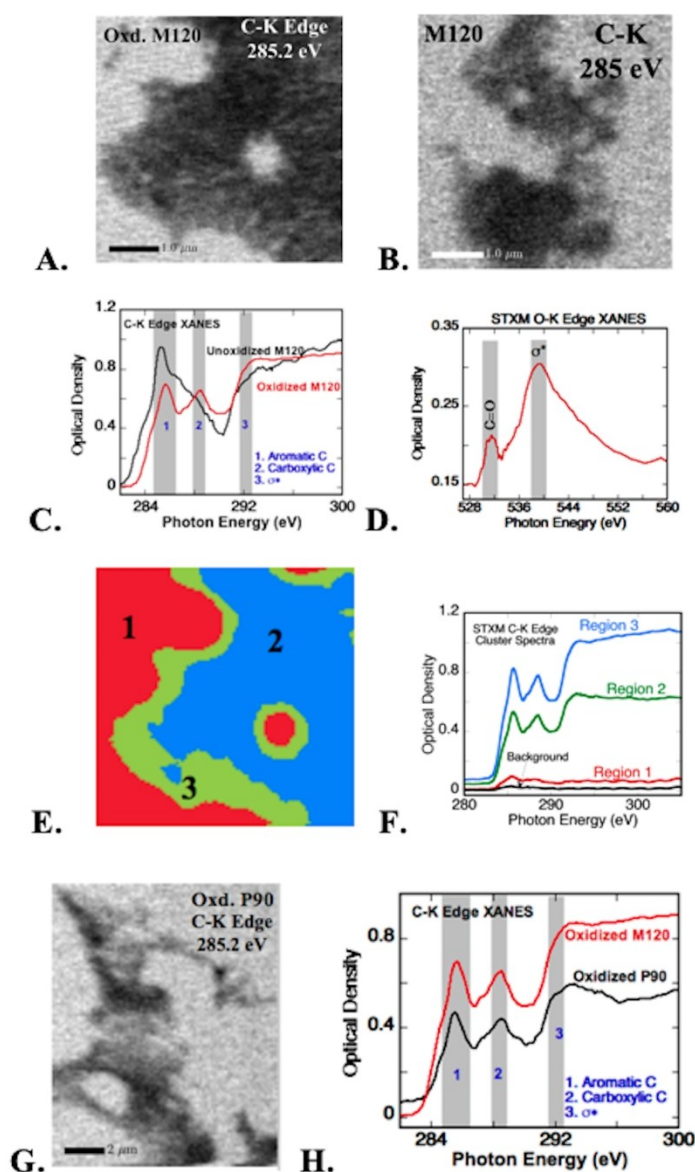 Oxd. M120
C-K Edge
285.2 eV
1.0 µm
A.
M120
C-K
285 eV
1.0 µm
B.
C-K Edge XANES
Unoxidized M120
Oxidized M120
1
2
3
1. Aromatic C
2. Carboxylic C
3. σ*
Optical Density
1.2
0.8
0.4
0
284
292
300
Photon Energy (eV)
C.
STXM O-K Edge XANES
C=O
σ*
Optical Density
0.35
0.25
0.15
528
536
544
552
560
Photon Enegry (eV)
D.
1
2
3
E.
STXM C-K Edge
Cluster Spectra
Region 3
Region 2
Background
Region 1
Optical Density
1.2
0.8
0.4
0
280
290
300
Photon Energy (eV)
F.
Oxd. P90
C-K Edge
285.2 eV
2 µm
G.
C-K Edge XANES
Oxidized M120
Oxidized P90
1
2
3
1. Aromatic C
2. Carboxylic C
3. σ*
Optical Density
0.8
0.4
0.0
284
292
300
Photon Energy (eV)
H.